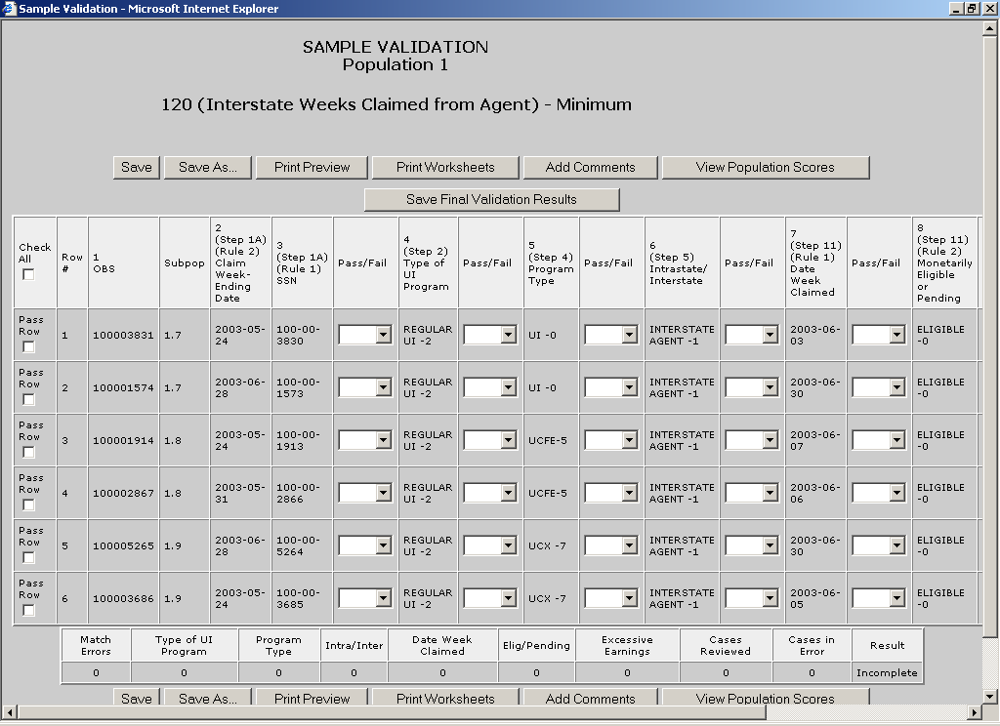 Sample Validation - Microsoft Internet Explorer
SAMPLE VALIDATION
Population 1
120 (Interstate Weeks Claimed from Agent) - Minimum
Save Save As... Print Preview Print Worksheets Add Comments View Population Scores
Save Final Validation Results
Check All Row # 1 OBS Subpop 2 (Step 1A) (Rule 2) Claim Week-Ending Date 3 (Step 1A) (Rule 1) SSN Pass/Fail 4 (Step 2) Type of UI Program Pass/Fail 5 (Step 4) Program Type Pass/Fail 6 (Step 5) Intrastate/ Interstate Pass/Fail 7 (Step 11) (Rule 1) Date Week Claimed Pass/Fail 8 (Step 11) (Rule 2) Monetarily Eligible or Pending
Pass Row 1 100003831 1.7 2003-05-24 100-00-3830 REGULAR UI -2 UI -0 INTERSTATE AGENT -1 2003-06-03 ELIGIBLE -0
Pass Row 2 100001574 1.7 2003-06-28 100-00-1573 REGULAR UI -2 UI -0 INTERSTATE AGENT -1 2003-06-30 ELIGIBLE -0
Pass Row 3 100001914 1.8 2003-05-24 100-00-1913 REGULAR UI -2 UCFE-5 INTERSTATE AGENT -1 2003-06-07 ELIGIBLE -0
Pass Row 4 100002867 1.8 2003-05-31 100-00-2866 REGULAR UI -2 UCFE-5 INTERSTATE AGENT -1 2003-06-06 ELIGIBLE -0
Pass Row 5 100005265 1.9 2003-06-28 100-00-5264 REGULAR UI -2 UCX -7 INTERSTATE AGENT -1 2003-06-30 ELIGIBLE -0
Pass Row 6 100003686 1.9 2003-05-24 100-00-3685 REGULAR UI -2 UCX -7 INTERSTATE AGENT -1 2003-06-05 ELIGIBLE -0
Match Errors Type of UI Program Program Type Intra/Inter Date Week Claimed Elig/Pending Excessive Earnings Cases Reviewed Cases in Error Result
0 0 0 0 0 0 0 0 0 Incomplete
Save Save As... Print Preview Print Worksheets Add Comments View Population Scores